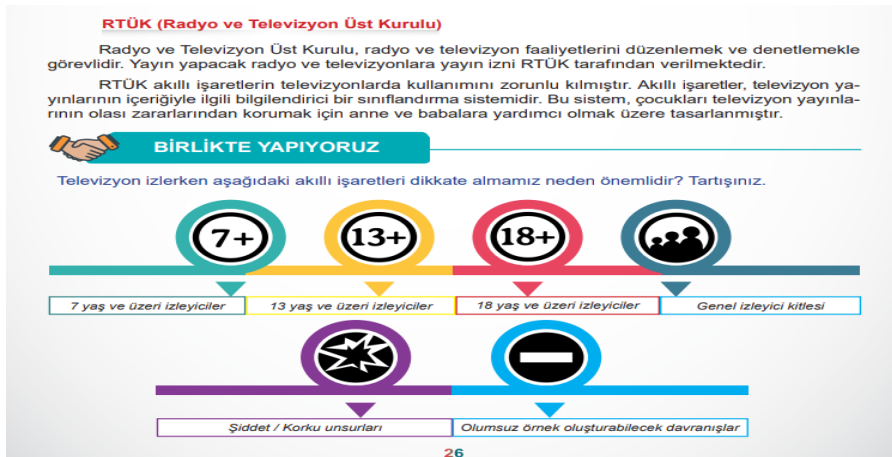 RTÜK (Radyo ve Televizyon Üst Kurulu)
Radyo ve Televizyon Üst Kurulu, radyo ve televizyon faaliyetlerini düzenlemek ve denetlemekle
görevlidir. Yayın yapacak radyo ve televizyonlara yayın izni RTÜK tarafından verilmektedir.
RTÜK akıllı işaretlerin televizyonlarda kullanımını zorunlu kılmıştır. Akıllı işaretler, televizyon ya-
yınlarının içeriğiyle ilgili bilgilendirici bir sınıflandırma sistemidir. Bu sistem, çocukları televizyon yayınla-
rının olası zararlarından korumak için anne ve babalara yardımcı olmak üzere tasarlanmıştır.
BİRLİKTE YAPIYORUZ
Televizyon izlerken aşağıdaki akıllı işaretleri dikkate almamız neden önemlidir? Tartışınız.
7+ 13+ 18+
7 yaş ve üzeri izleyiciler 13 yaş ve üzeri izleyiciler 18 yaş ve üzeri izleyiciler Genel izleyici kitlesi
Şiddet / Korku unsurları Olumsuz örnek oluşturabilecek davranışlar
26